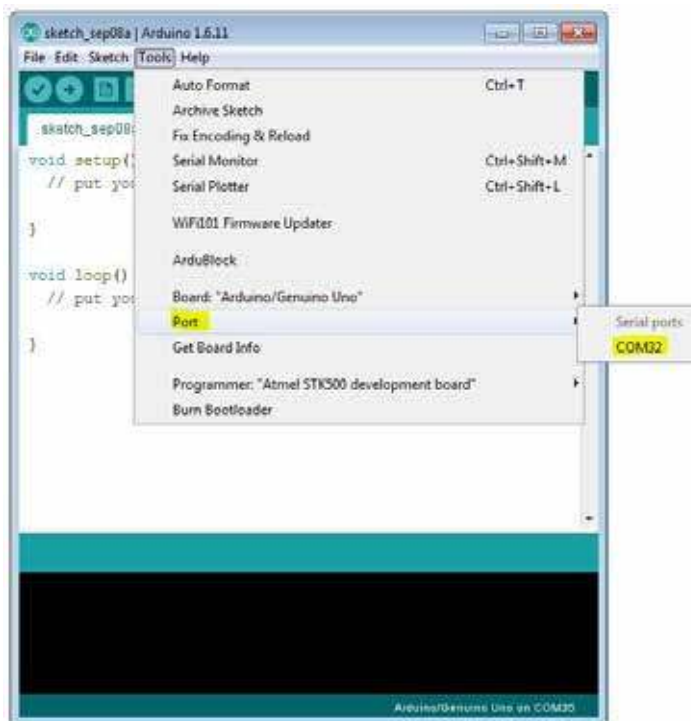 sketch_sep08a | Arduino 1.6.11
File Edit Sketch Tools Help
Auto Format Ctrl+T
Archive Sketch
Fix Encoding & Reload
Serial Monitor Ctrl+Shift+M
Serial Plotter Ctrl+Shift+L
WiFi101 Firmware Updater
ArduBlock
Board: "Arduino/Genuino Uno"
Port
Get Board Info
Programmer: "Atmel STK500 development board"
Burn Bootloader
Serial ports
COM32
sketch_sep08
void setup()
// put you
}
void loop()
// put you
}
Arduino/Genuino Uno on